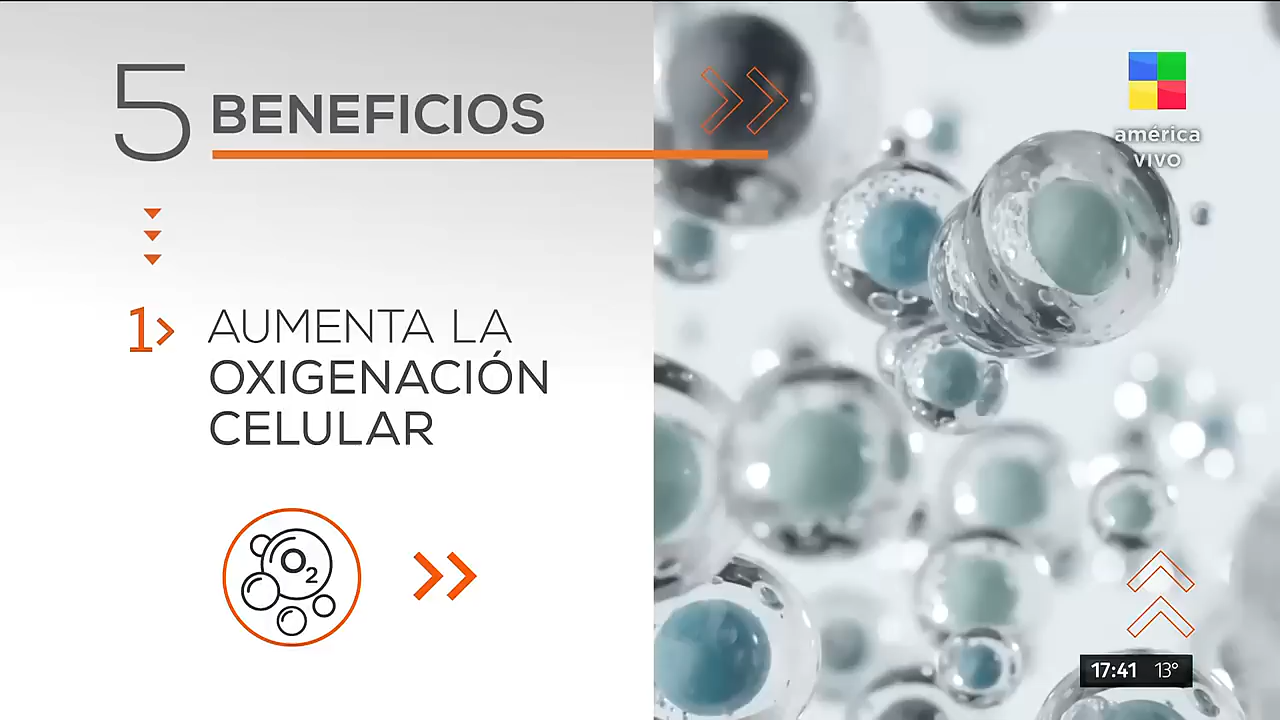 5 BENEFICIOS
1> AUMENTA LA
OXIGENACIÓN
CELULAR
O2
américa
VIVO
17:41 13°